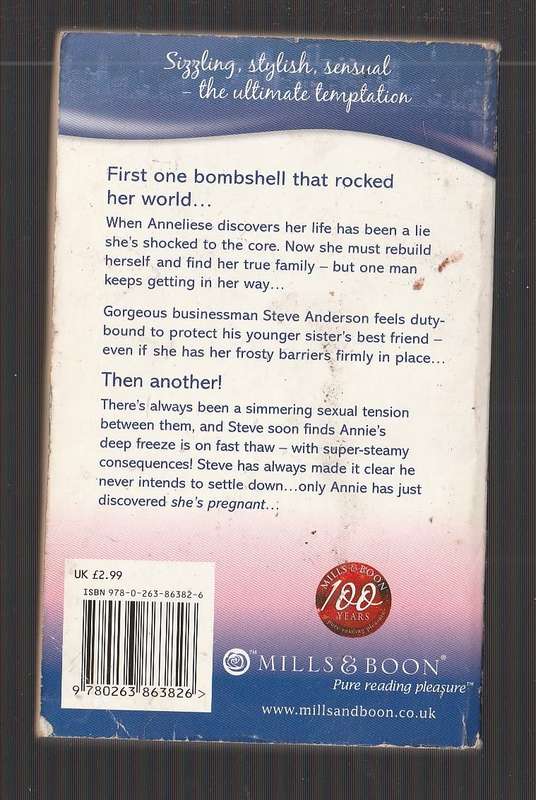 Sizzling, stylish, sensual
– the ultimate temptation
First one bombshell that rocked
her world...
When Anneliese discovers her life has been a lie
she's shocked to the core. Now she must rebuild
herself and find her true family – but one man
keeps getting in her way...
Gorgeous businessman Steve Anderson feels duty-
bound to protect his younger sister's best friend –
even if she has her frosty barriers firmly in place...
Then another!
There's always been a simmering sexual tension
between them, and Steve soon finds Annie's
deep freeze is on fast thaw – with super-steamy
consequences! Steve has always made it clear he
never intends to settle down...only Annie has just
discovered she's pregnant...
UK £2.99
ISBN 978-0-263-86382-6
9 780263 863826 >
MILLS & BOON
100
YEARS
Pure reading pleasure
™ MILLS & BOON®
Pure reading pleasure™
www.millsandboon.co.uk